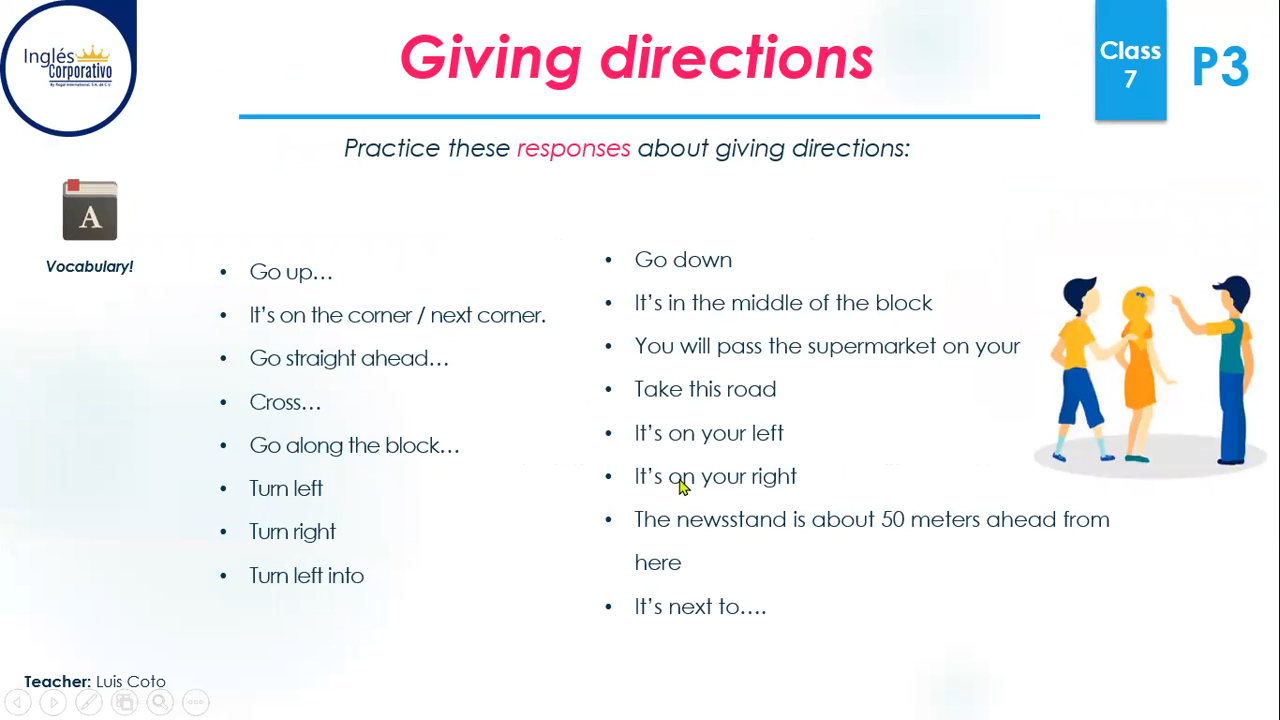 Inglés
Corporativo
By Regal International, S.A. de C.V.
Giving directions
Class
7
P3
Practice these responses about giving directions:
A
Vocabulary!
• Go up…
• It's on the corner / next corner.
• Go straight ahead…
• Cross…
• Go along the block…
• Turn left
• Turn right
• Turn left into
• Go down
• It's in the middle of the block
• You will pass the supermarket on your
• Take this road
• It's on your left
• It's on your right
• The newsstand is about 50 meters ahead from
here
• It's next to….
Teacher: Luis Coto